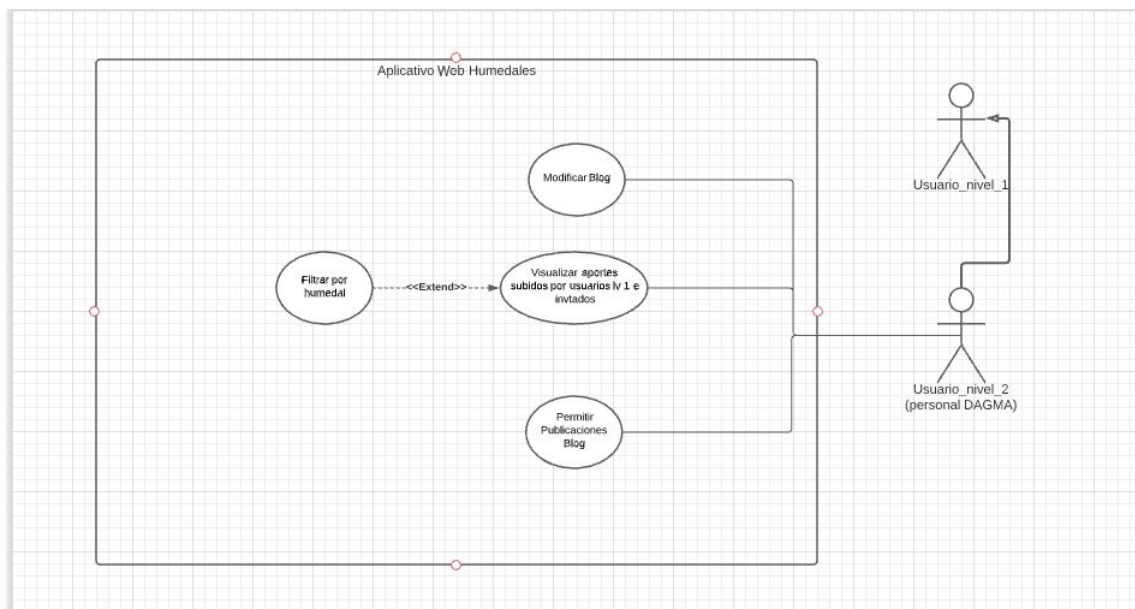 Aplicativo Web Humedales
Modificar Blog
Usuario_nivel_1
Filtrar por
humedal
<<Extend>>
Visualizar aportes
subidos por usuarios lv 1 e
invtados
Usuario_nivel_2
(personal DAGMA)
Permitir
Publicaciones
Blog